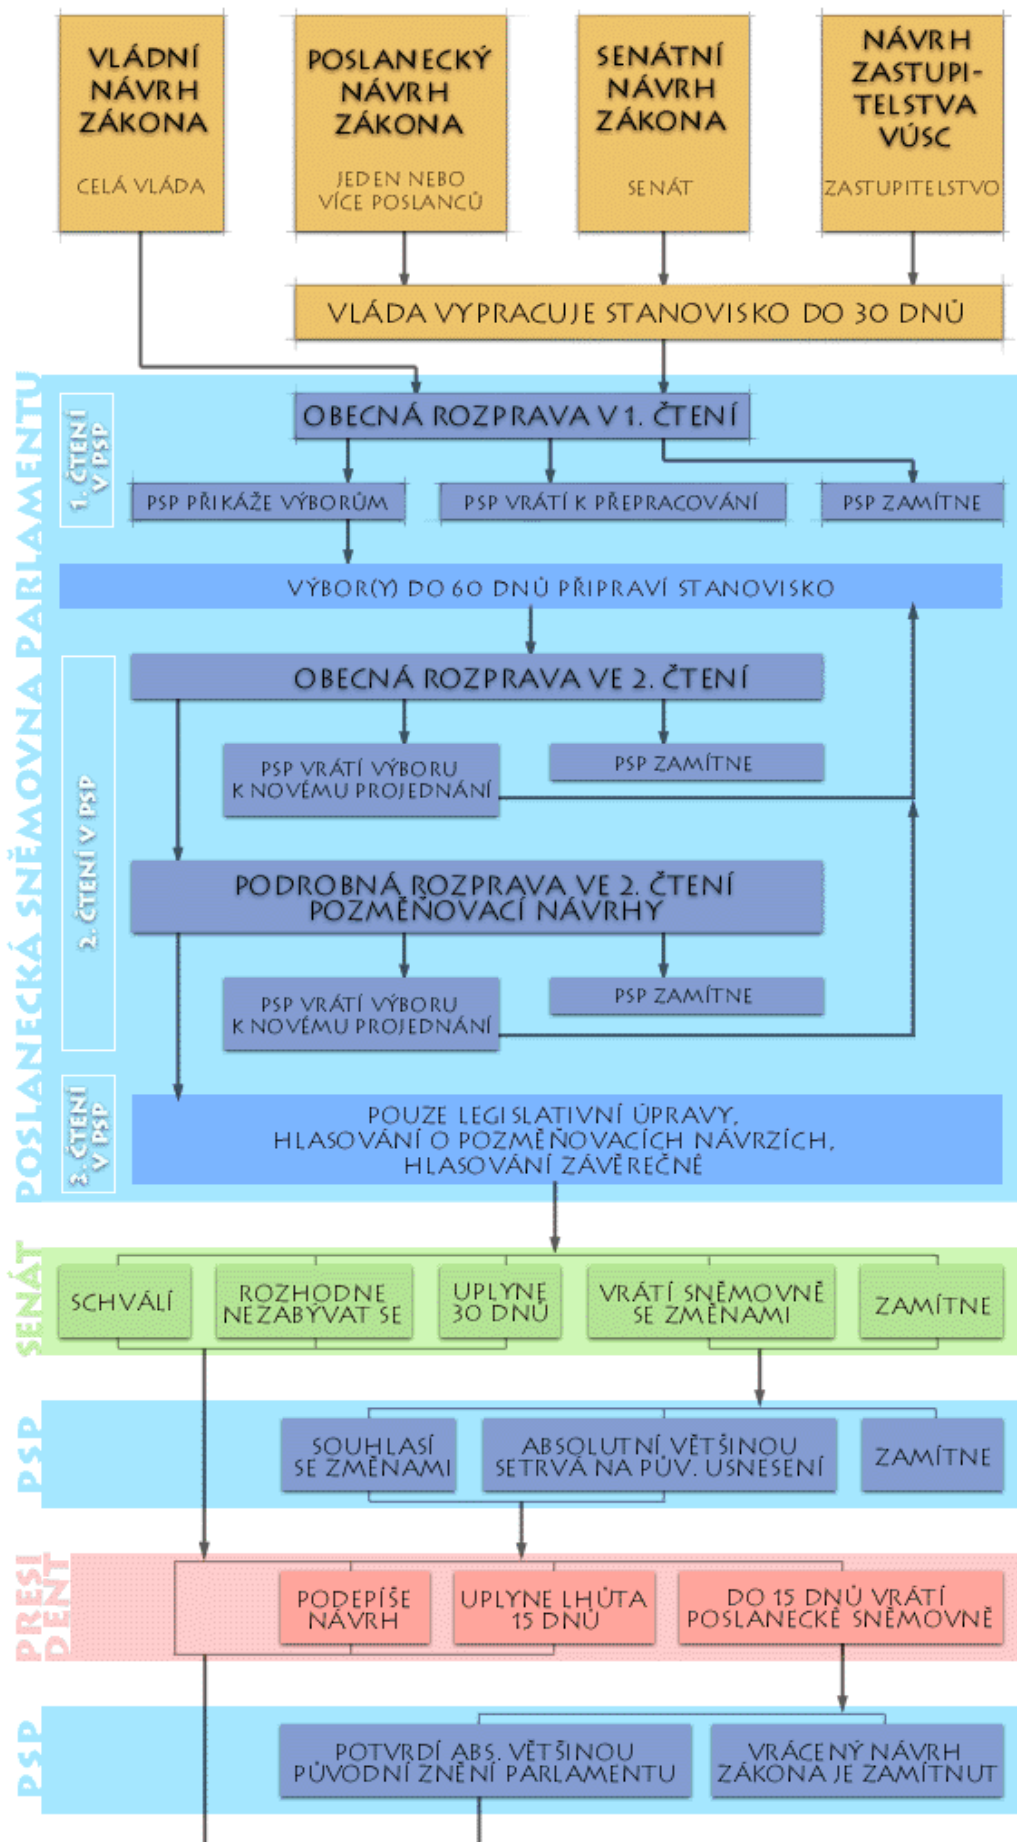 VLÁDNÍ
NÁVRH
ZÁKONA
CELÁ VLÁDA
POSLANECKÝ
NÁVRH
ZÁKONA
JEDEN NEBO
VÍCE POSLANCŮ
SENÁTNÍ
NÁVRH
ZÁKONA
SENÁT
NÁVRH
ZASTUPI-
TELSTVA
VÚSC
ZASTUPITELSTVO
VLÁDA VYPRACUJE STANOVISKO DO 30 DNŮ
POSLANECKÁ SNĚMOVNA PARLAMENTU
1. ČTENÍ
V PSP
OBECNÁ ROZPRAVA V 1. ČTENÍ
PSP PŘIKÁŽE VÝBORŮM
PSP VRÁTÍ K PŘEPRACOVÁNÍ
PSP ZAMÍTNE
VÝBOR(Y) DO 60 DNŮ PŘIPRAVÍ STANOVISKO
2. ČTENÍ V PSP
OBECNÁ ROZPRAVA VE 2. ČTENÍ
PSP VRÁTÍ VÝBORU
K NOVÉMU PROJEDNÁNÍ
PSP ZAMÍTNE
PODROBNÁ ROZPRAVA VE 2. ČTENÍ
POZMĚŇOVACÍ NÁVRHY
PSP VRÁTÍ VÝBORU
K NOVÉMU PROJEDNÁNÍ
PSP ZAMÍTNE
3. ČTENÍ
V PSP
POUZE LEGISLATIVNÍ ÚPRAVY,
HLASOVÁNÍ O POZMĚŇOVACÍCH NÁVRZÍCH,
HLASOVÁNÍ ZÁVĚREČNÉ
SENÁT
SCHVÁLÍ
ROZHODNE
NEZABÝVAT SE
UPLYNE
30 DNŮ
VRÁTÍ SNĚMOVNĚ
SE ZMĚNAMI
ZAMÍTNE
PSP
SOUHLASÍ
SE ZMĚNAMI
ABSOLUTNÍ VĚTŠINOU
SETRVÁ NA PŮV. USNESENÍ
ZAMÍTNE
PRESI
DENT
PODEPÍŠE
NÁVRH
UPLYNE LHŮTA
15 DNŮ
DO 15 DNŮ VRÁTÍ
POSLANECKÉ SNĚMOVNĚ
PSP
POTVRDÍ ABS. VĚTŠINOU
PŮVODNÍ ZNĚNÍ PARLAMENTU
VRÁCENÝ NÁVRH
ZÁKONA JE ZAMÍTNUT